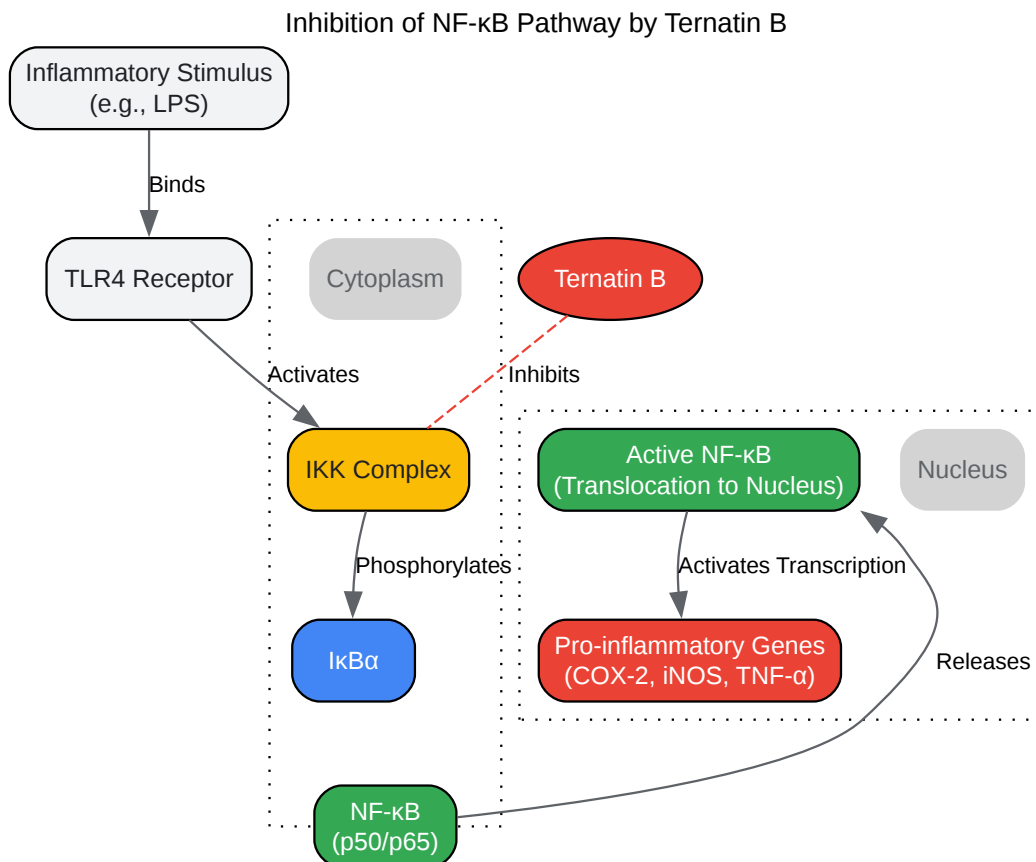 Inhibition of NF-κB Pathway by Ternatin B
Inflammatory Stimulus
(e.g., LPS)
Binds
TLR4 Receptor
Cytoplasm
Ternatin B
Activates
Inhibits
IKK Complex
Active NF-κB
(Translocation to Nucleus)
Nucleus
Phosphorylates
Activates Transcription
IκBα
Pro-inflammatory Genes
(COX-2, iNOS, TNF-α)
Releases
NF-κB
(p50/p65)